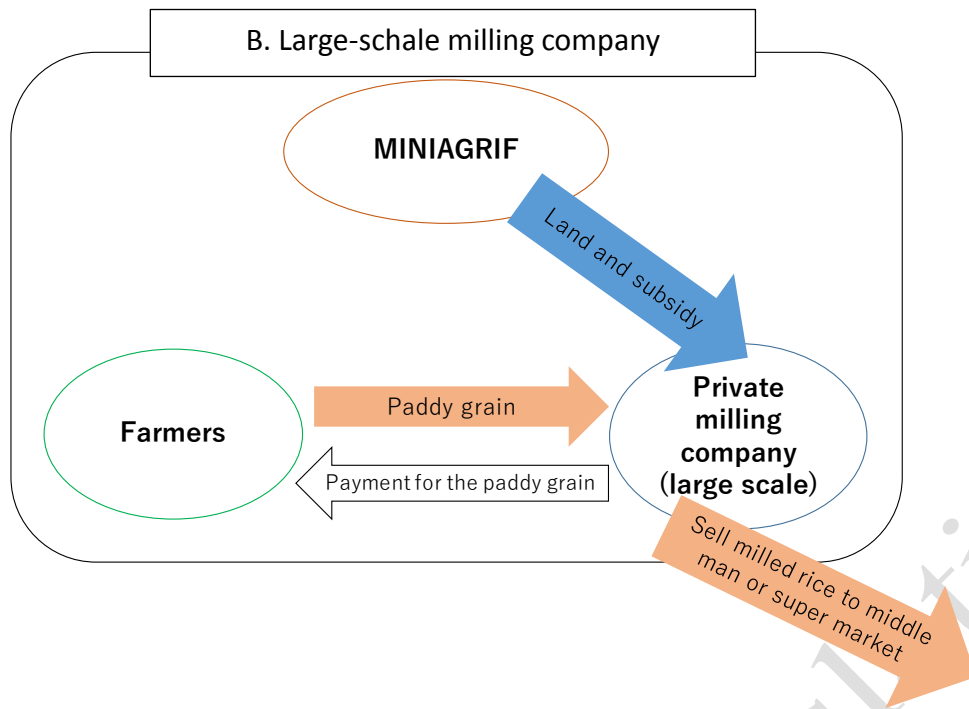 B. Large-schale milling company
MINIAGRIF
Land and subsidy
Farmers
Paddy grain
Payment for the paddy grain
Private
milling
company
(large scale)
Sell milled rice to middle
man or super market